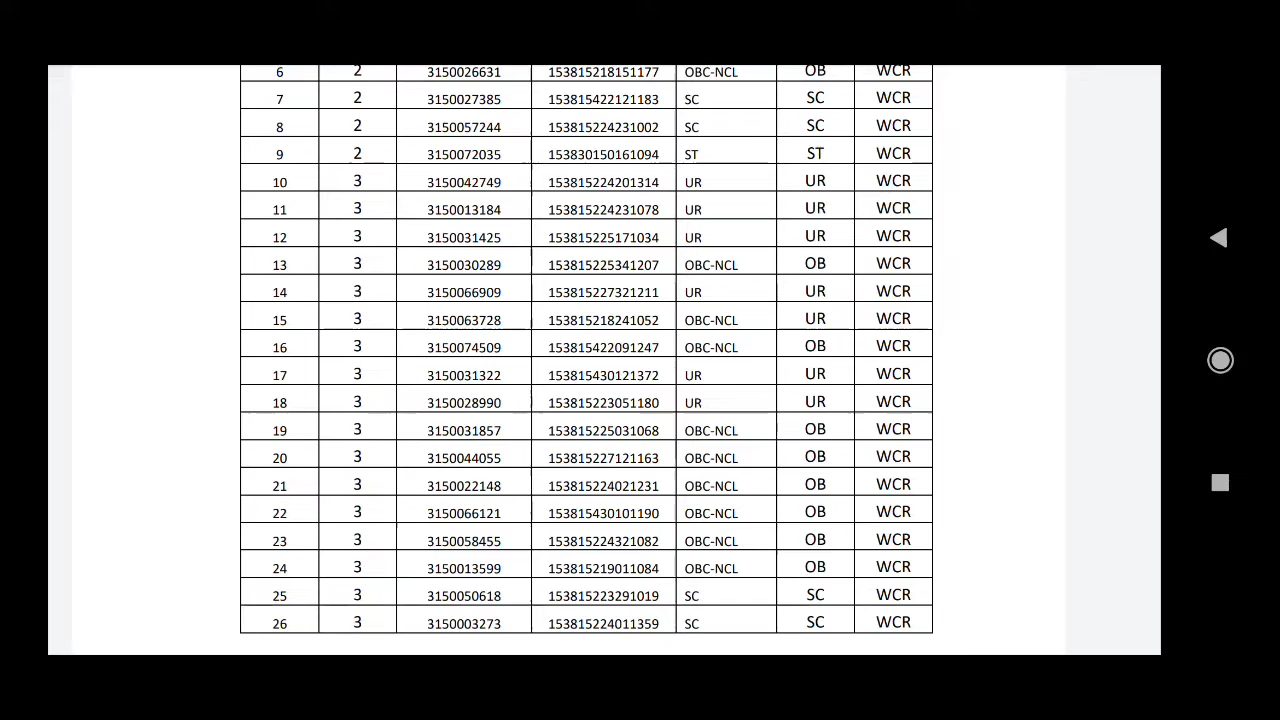 6 2 3150026631 153815218151177 OBC-NCL OB WCR
7 2 3150027385 153815422121183 SC SC WCR
8 2 3150057244 153815224231002 SC SC WCR
9 2 3150072035 153830150161094 ST ST WCR
10 3 3150042749 153815224201314 UR UR WCR
11 3 3150013184 153815224231078 UR UR WCR
12 3 3150031425 153815225171034 UR UR WCR
13 3 3150030289 153815225341207 OBC-NCL OB WCR
14 3 3150066909 153815227321211 UR UR WCR
15 3 3150063728 153815218241052 OBC-NCL UR WCR
16 3 3150074509 153815422091247 OBC-NCL OB WCR
17 3 3150031322 153815430121372 UR UR WCR
18 3 3150028990 153815223051180 UR UR WCR
19 3 3150031857 153815225031068 OBC-NCL OB WCR
20 3 3150044055 153815227121163 OBC-NCL OB WCR
21 3 3150022148 153815224021231 OBC-NCL OB WCR
22 3 3150066121 153815430101190 OBC-NCL OB WCR
23 3 3150058455 153815224321082 OBC-NCL OB WCR
24 3 3150013599 153815219011084 OBC-NCL OB WCR
25 3 3150050618 153815223291019 SC SC WCR
26 3 3150003273 153815224011359 SC SC WCR